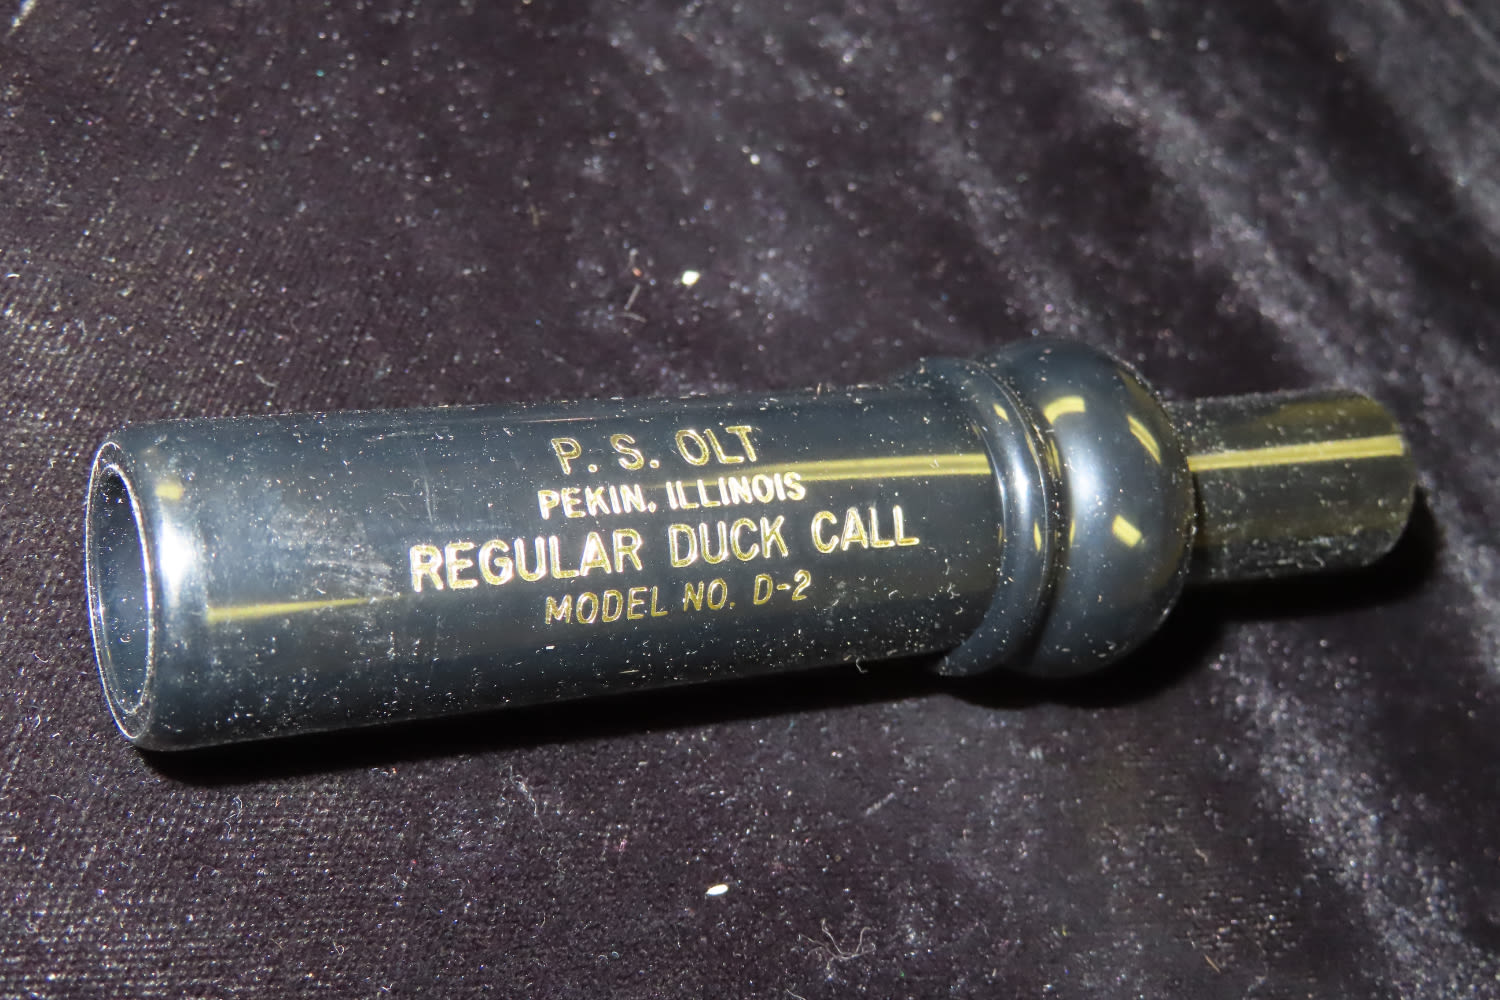 P. S. OLT
PEKIN, ILLINOIS
REGULAR DUCK CALL
MODEL NO. D-2